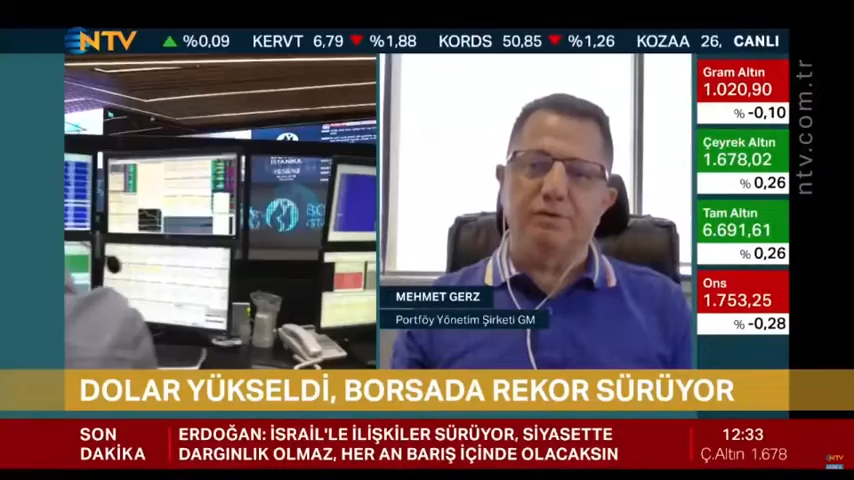 NTV
%0,09 KERVT 6,79 %1,88 KORDS 50,85 %1,26 KOZAA 26, CANLI
Gram Altın
1.020,90
% -0,10
Çeyrek Altın
1.678,02
% 0,26
Tam Altın
6.691,61
% 0,26
Ons
1.753,25
% -0,28
ntv.com.tr
MEHMET GERZ
Portföy Yönetim Şirketi GM
DOLAR YÜKSELDİ, BORSADA REKOR SÜRÜYOR
SON DAKİKA
ERDOĞAN: İSRAİL'LE İLİŞKİLER SÜRÜYOR, SİYASETTE
DARGINLIK OLMAZ, HER AN BARIŞ İÇİNDE OLACAKSIN
12:33
Ç.Altın 1.678
NTV